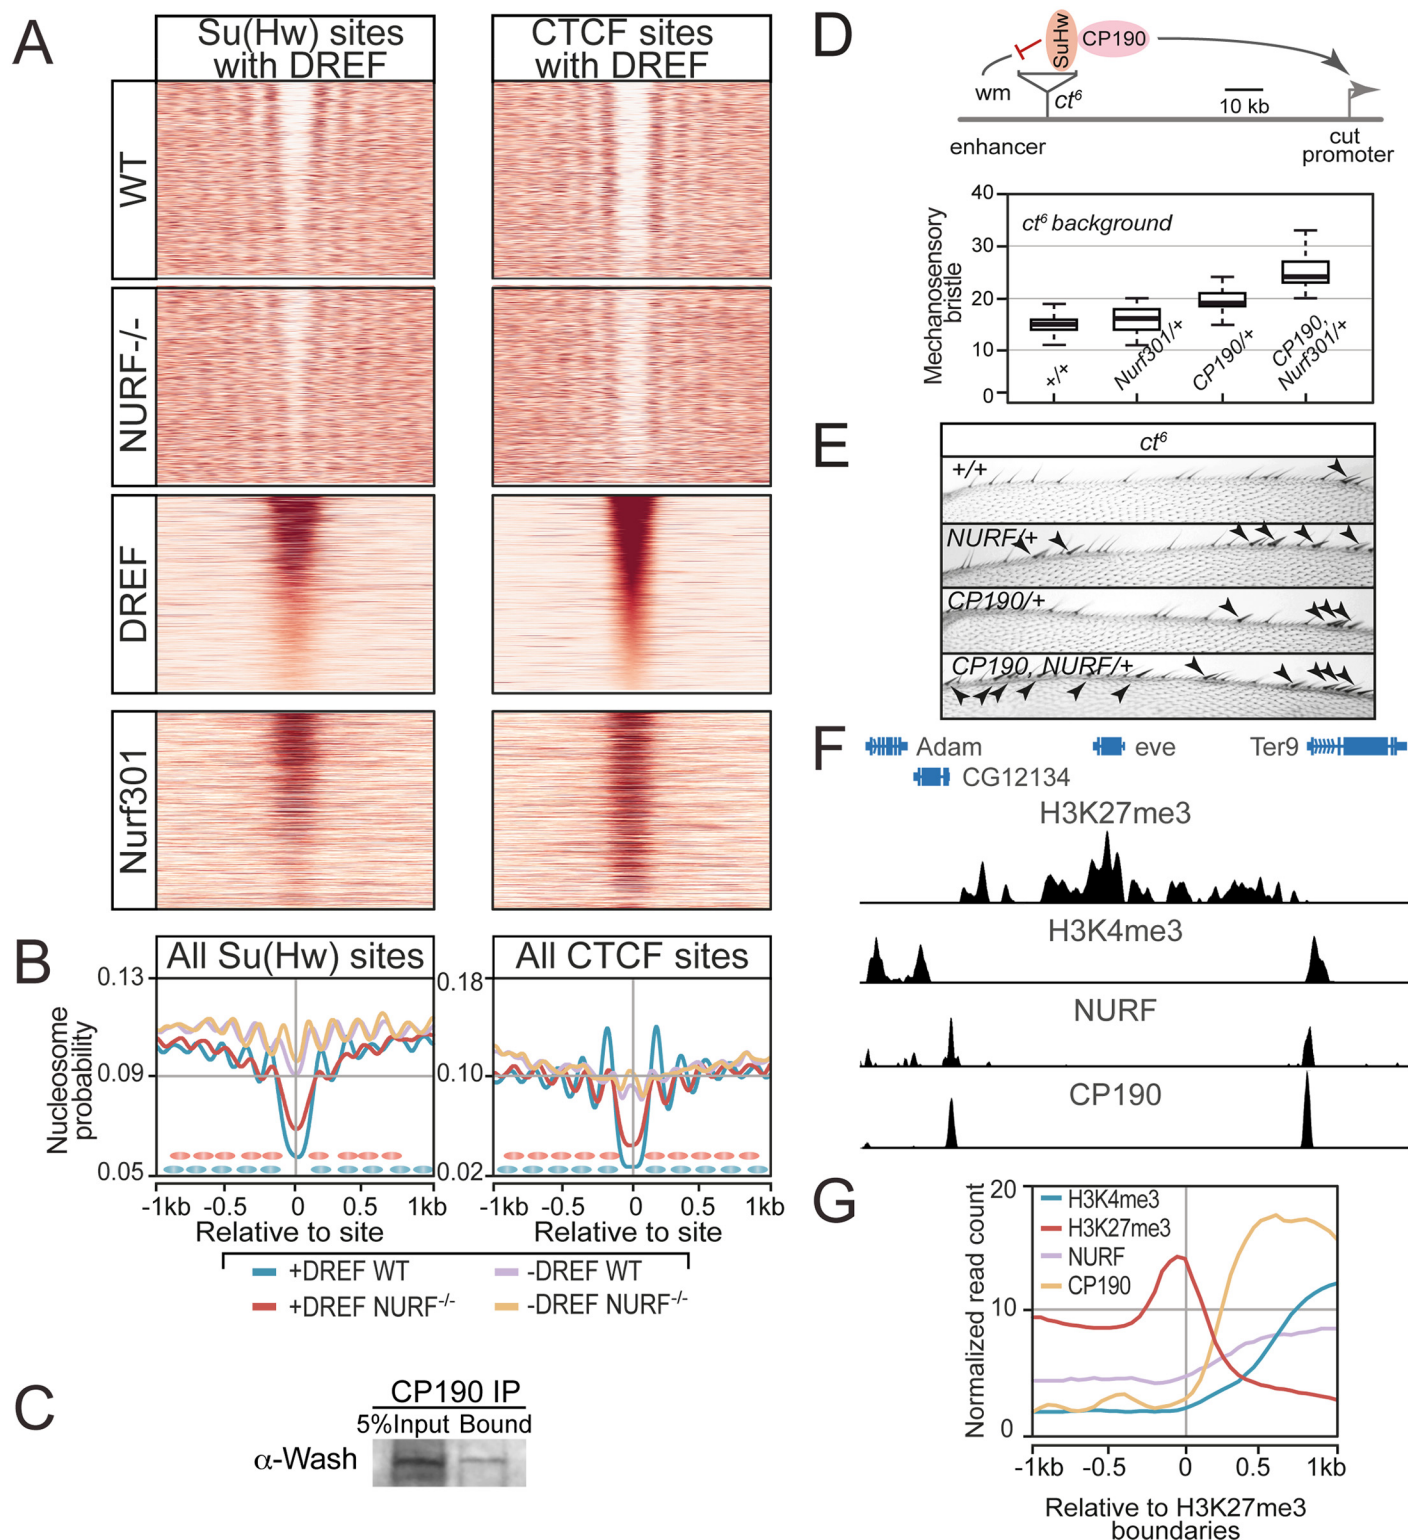 A
Su(Hw) sites
with DREF
CTCF sites
with DREF
WT
NURF-/-
DREF
Nurf301
B
All Su(Hw) sites
All CTCF sites
Nucleosome
probability
0.13
0.09
0.05
0.18
0.10
0.02
-1kb -0.5 0 0.5 1kb
-1kb -0.5 0 0.5 1kb
Relative to site
Relative to site
+DREF WT
-DREF WT
+DREF NURF-/-
-DREF NURF-/-
C
CP190 IP
5%Input Bound
α-Wash
D
SuHw
CP190
wm
ct6
10 kb
enhancer
cut
promoter
Mechanosensory
bristle
40
30
20
10
0
ct6 background
+/+
Nurf301/+
CP190/+
CP190,
Nurf301/+
E
ct6
+/+
NURF/+
CP190/+
CP190, NURF/+
F
Adam
eve
Ter9
CG12134
H3K27me3
H3K4me3
NURF
CP190
G
Normalized read count
20
10
0
H3K4me3
H3K27me3
NURF
CP190
-1kb -0.5 0 0.5 1kb
Relative to H3K27me3
boundaries